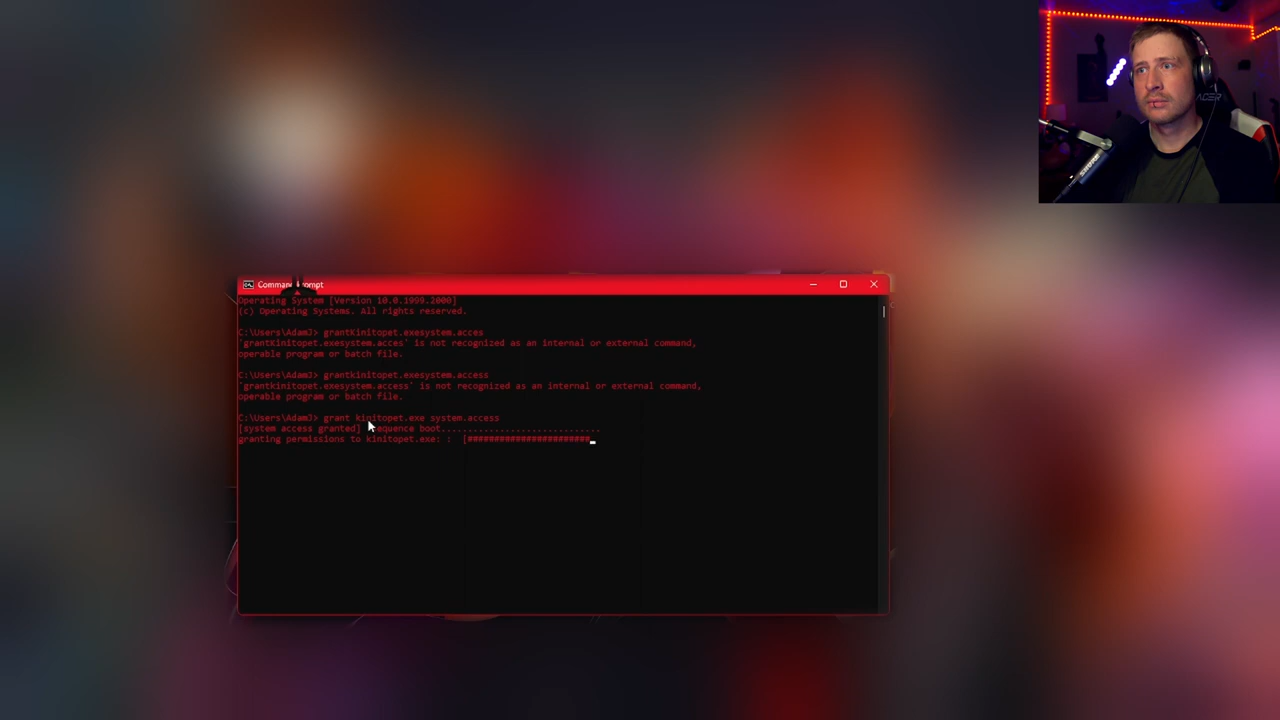 Command Prompt
Operating System [Version 10.0.1999.2000]
(c) Operating Systems. All rights reserved.
C:\Users\AdamJ> grantKinitopet.exesystem.acces
'grantKinitopet.exesystem.acces' is not recognized as an internal or external command,
operable program or batch file.
C:\Users\AdamJ> grantkinitopet.exesystem.access
'grantkinitopet.exesystem.access' is not recognized as an internal or external command,
operable program or batch file.
C:\Users\AdamJ> grant kinitopet.exe system.access
[system access granted] sequence boot..............................
granting permissions to kinitopet.exe: : [#######################
SHURE